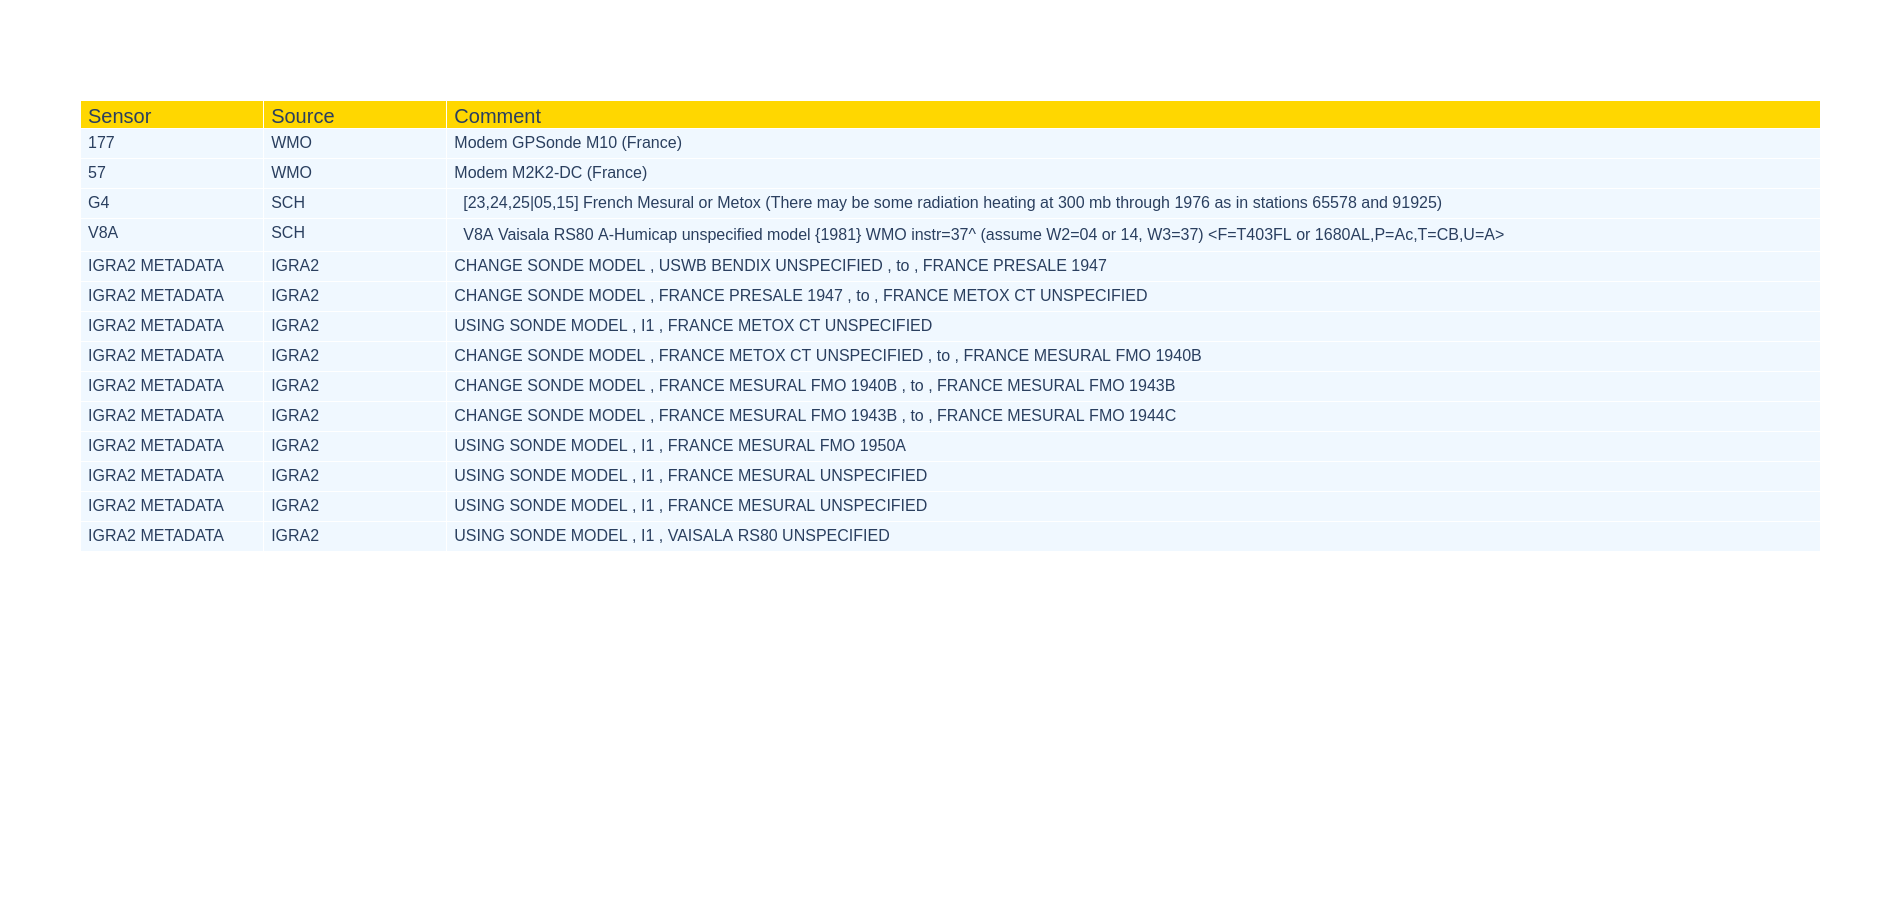 Sensor Source Comment
177 WMO Modem GPSonde M10 (France)
57 WMO Modem M2K2-DC (France)
G4 SCH [23,24,25|05,15] French Mesural or Metox (There may be some radiation heating at 300 mb through 1976 as in stations 65578 and 91925)
V8A SCH V8A Vaisala RS80 A-Humicap unspecified model {1981} WMO instr=37^ (assume W2=04 or 14, W3=37) <F=T403FL or 1680AL,P=Ac,T=CB,U=A>
IGRA2 METADATA IGRA2 CHANGE SONDE MODEL , USWB BENDIX UNSPECIFIED , to , FRANCE PRESALE 1947
IGRA2 METADATA IGRA2 CHANGE SONDE MODEL , FRANCE PRESALE 1947 , to , FRANCE METOX CT UNSPECIFIED
IGRA2 METADATA IGRA2 USING SONDE MODEL , I1 , FRANCE METOX CT UNSPECIFIED
IGRA2 METADATA IGRA2 CHANGE SONDE MODEL , FRANCE METOX CT UNSPECIFIED , to , FRANCE MESURAL FMO 1940B
IGRA2 METADATA IGRA2 CHANGE SONDE MODEL , FRANCE MESURAL FMO 1940B , to , FRANCE MESURAL FMO 1943B
IGRA2 METADATA IGRA2 CHANGE SONDE MODEL , FRANCE MESURAL FMO 1943B , to , FRANCE MESURAL FMO 1944C
IGRA2 METADATA IGRA2 USING SONDE MODEL , I1 , FRANCE MESURAL FMO 1950A
IGRA2 METADATA IGRA2 USING SONDE MODEL , I1 , FRANCE MESURAL UNSPECIFIED
IGRA2 METADATA IGRA2 USING SONDE MODEL , I1 , FRANCE MESURAL UNSPECIFIED
IGRA2 METADATA IGRA2 USING SONDE MODEL , I1 , VAISALA RS80 UNSPECIFIED